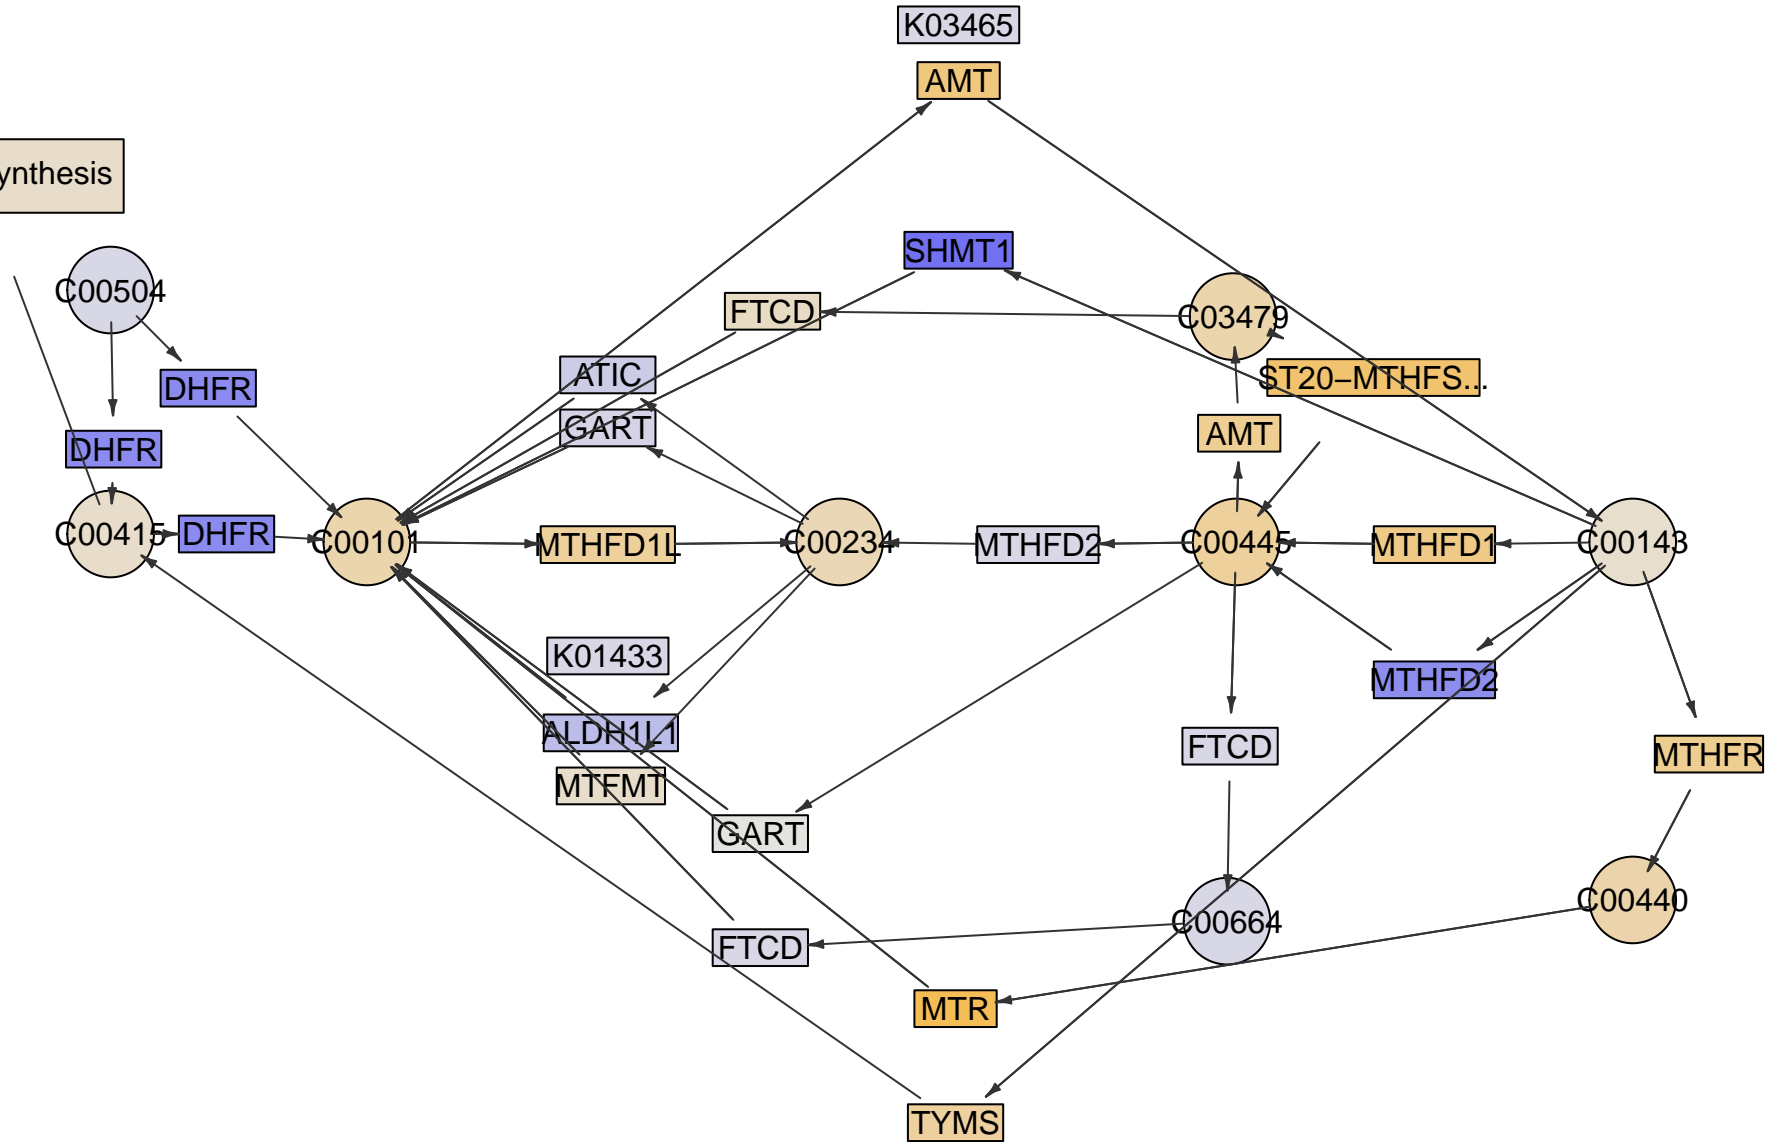 K03465
AMT
ynthesis
SHMT1
C00504
FTCD
C03479
ATIC
DHFR
ST20−MTHFS...
GART
AMT
DHFR
C00415
DHFR
C00101
MTHFD1L
C00234
MTHFD2
C00445
MTHFD1
C00143
K01433
MTHFD2
ALDH1L1
FTCD
MTHFR
MTFMT
GART
C00440
C00664
FTCD
MTR
TYMS